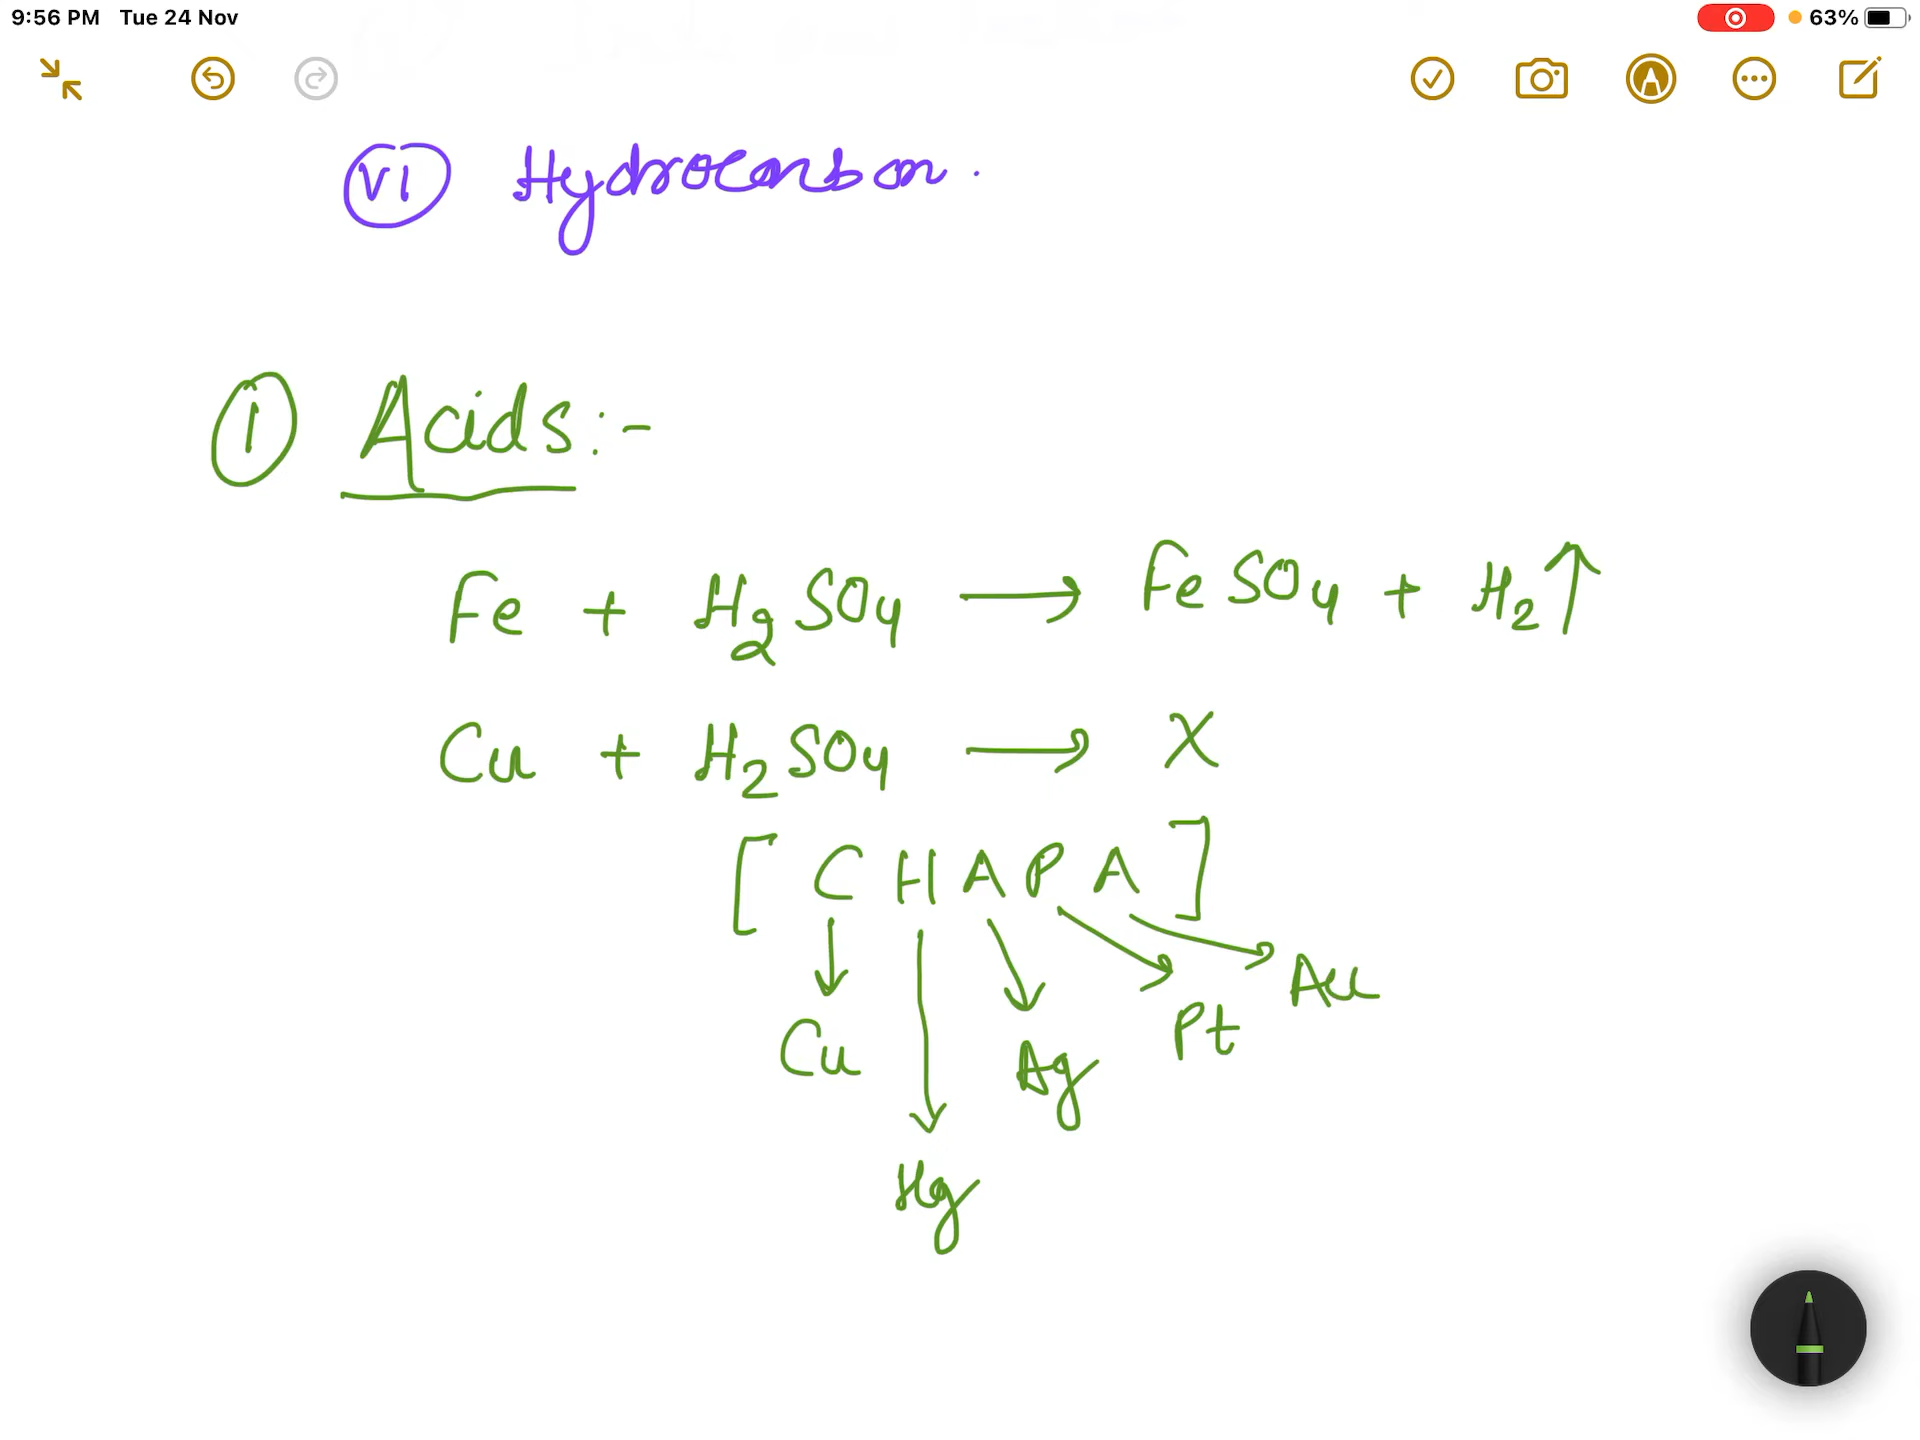 9:56 PM Tue 24 Nov 63%
VI Hydrocarbon.
1 Acids:-
Fe + H2SO4 → FeSO4 + H2↑
Cu + H2SO4 → X
[ C H A P A ]
Au
Pt
Cu
Ag
Hg